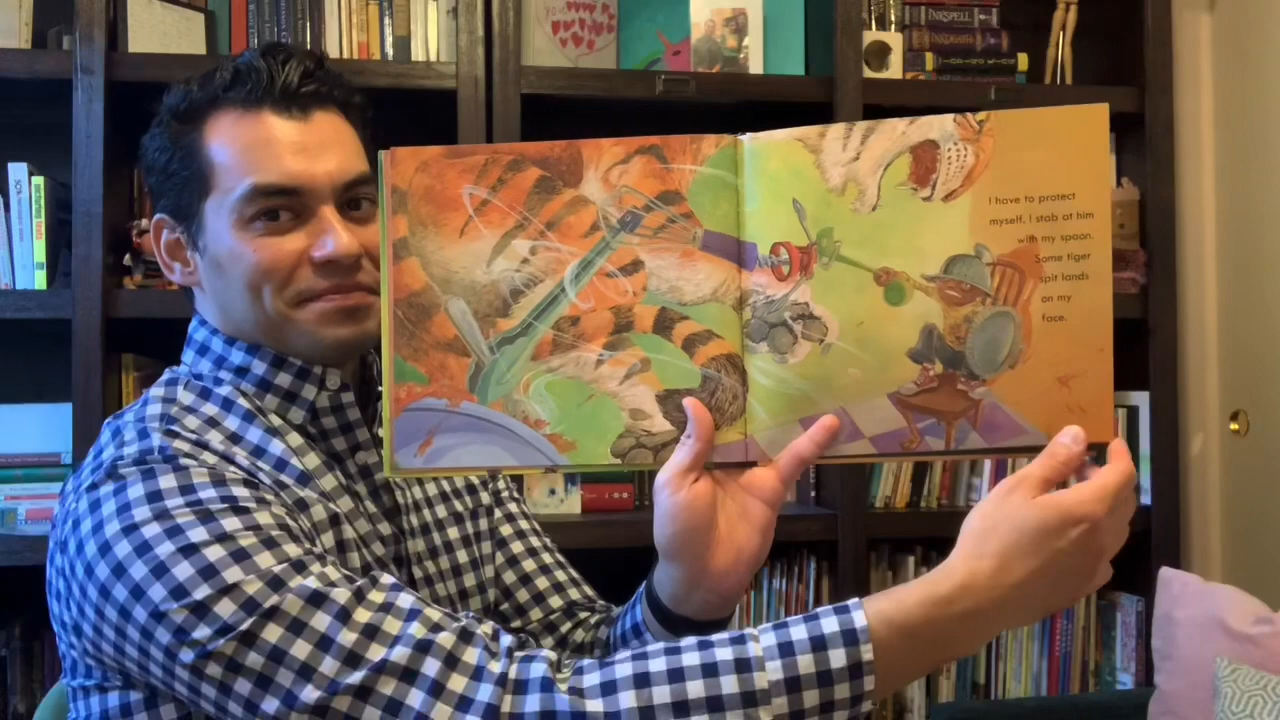 INKSPELL
INKDEATH
I have to protect
myself. I stab at him
with my spoon.
Some tiger
spit lands
on my
face.